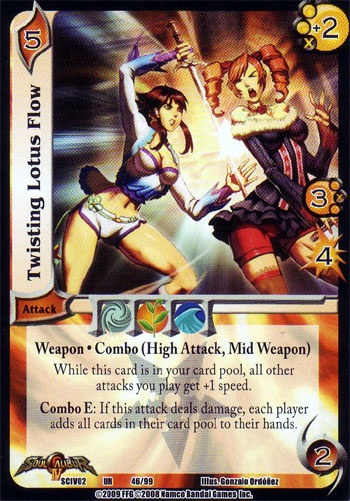 5
+2
Twisting Lotus Flow
3
4
Attack
Weapon • Combo (High Attack, Mid Weapon)
While this card is in your card pool, all other
attacks you play get +1 speed.
Combo E: If this attack deals damage, each player
adds all cards in their card pool to their hands.
2
SOULCALIBUR
IV
SCIV02 UR 46/99 Illus. Gonzalo Ordóñez
©2009 FFG ©2008 Namco Bandai Games Inc.